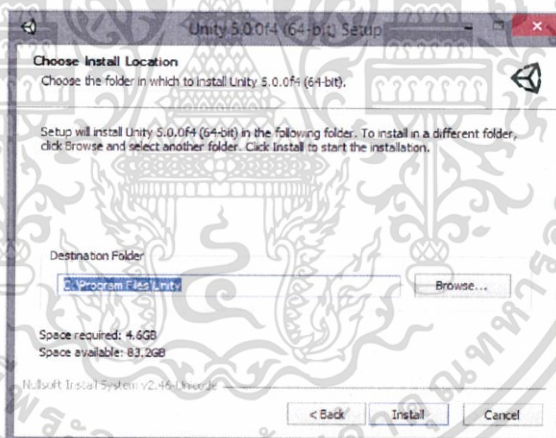 Unity 5.0.0f4 (64-bit) Setup
Choose Install Location
Choose the folder in which to install Unity 5.0.0f4 (64-bit).
Setup will install Unity 5.0.0f4 (64-bit) in the following folder. To install in a different folder,
click Browse and select another folder. Click Install to start the installation.
Destination Folder
C:\Program Files\Unity
Browse...
Space required: 4.6GB
Space available: 83.2GB
Nullsoft Install System v2.46-Unicode
< Back
Install
Cancel